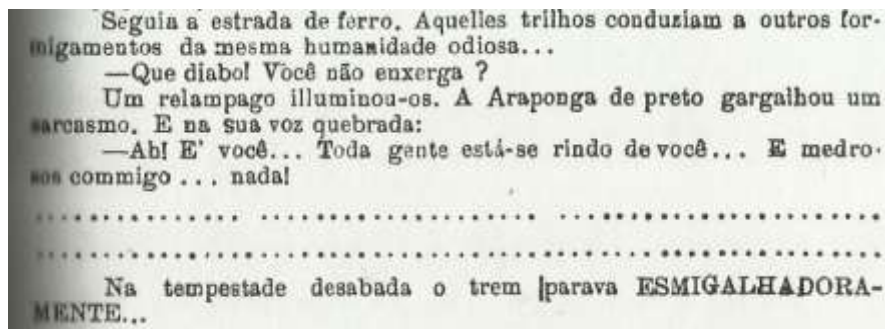 Seguia a estrada de ferro. Aquelles trilhos conduziam a outros for-
migamentos da mesma humanidade odiosa...
—Que diabo! Você não enxerga ?
Um relampago illuminou-os. A Araponga de preto gargalhou um
sarcasmo. E na sua voz quebrada:
—Ah! E' você... Toda gente está-se rindo de você... E medro-
sos commigo ... nada!
................ .................... .......................
.............................................................
Na tempestade desabada o trem parava ESMIGALHADORA-
MENTE...